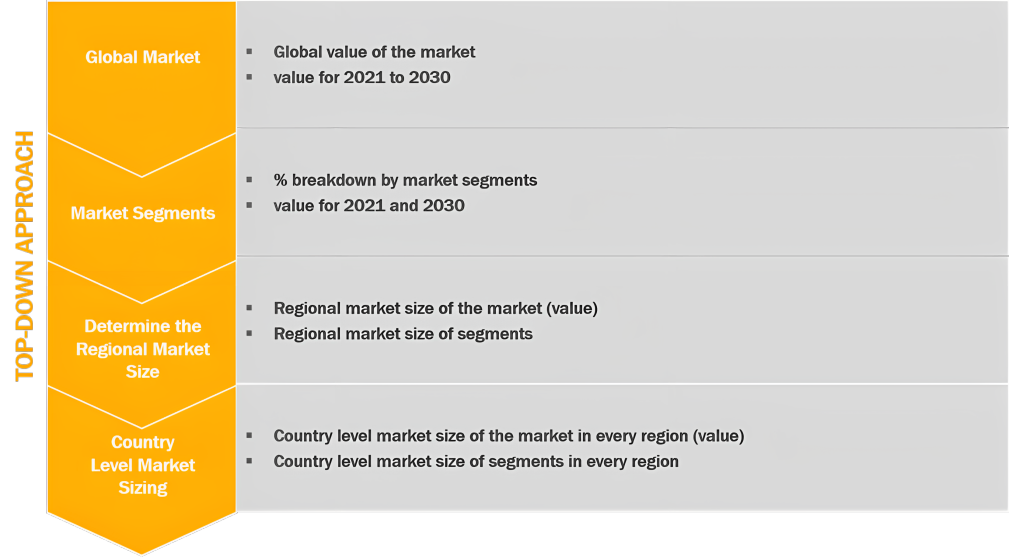 TOP-DOWN APPROACH
Global Market
▪ Global value of the market
▪ value for 2021 to 2030
Market Segments
▪ % breakdown by market segments
▪ value for 2021 and 2030
Determine the
Regional Market
Size
▪ Regional market size of the market (value)
▪ Regional market size of segments
Country
Level Market
Sizing
▪ Country level market size of the market in every region (value)
▪ Country level market size of segments in every region